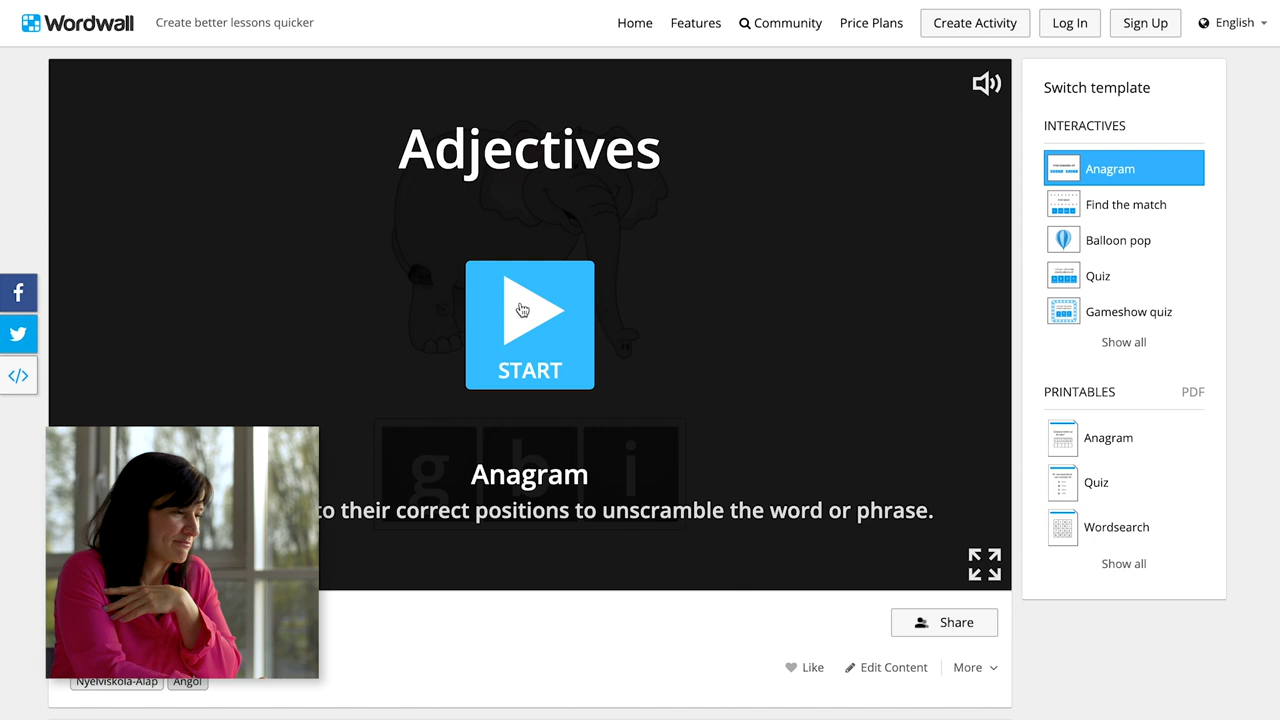 Wordwall
Create better lessons quicker
Home
Features
Community
Price Plans
Create Activity
Log In
Sign Up
English
Adjectives
START
g b i
Anagram
to their correct positions to unscramble the word or phrase.
Share
Like
Edit Content
More
Nyelviskola-Alap
Angol
Switch template
INTERACTIVES
Anagram
Find the match
Balloon pop
Quiz
Gameshow quiz
Show all
PRINTABLES PDF
Anagram
Quiz
Wordsearch
Show all